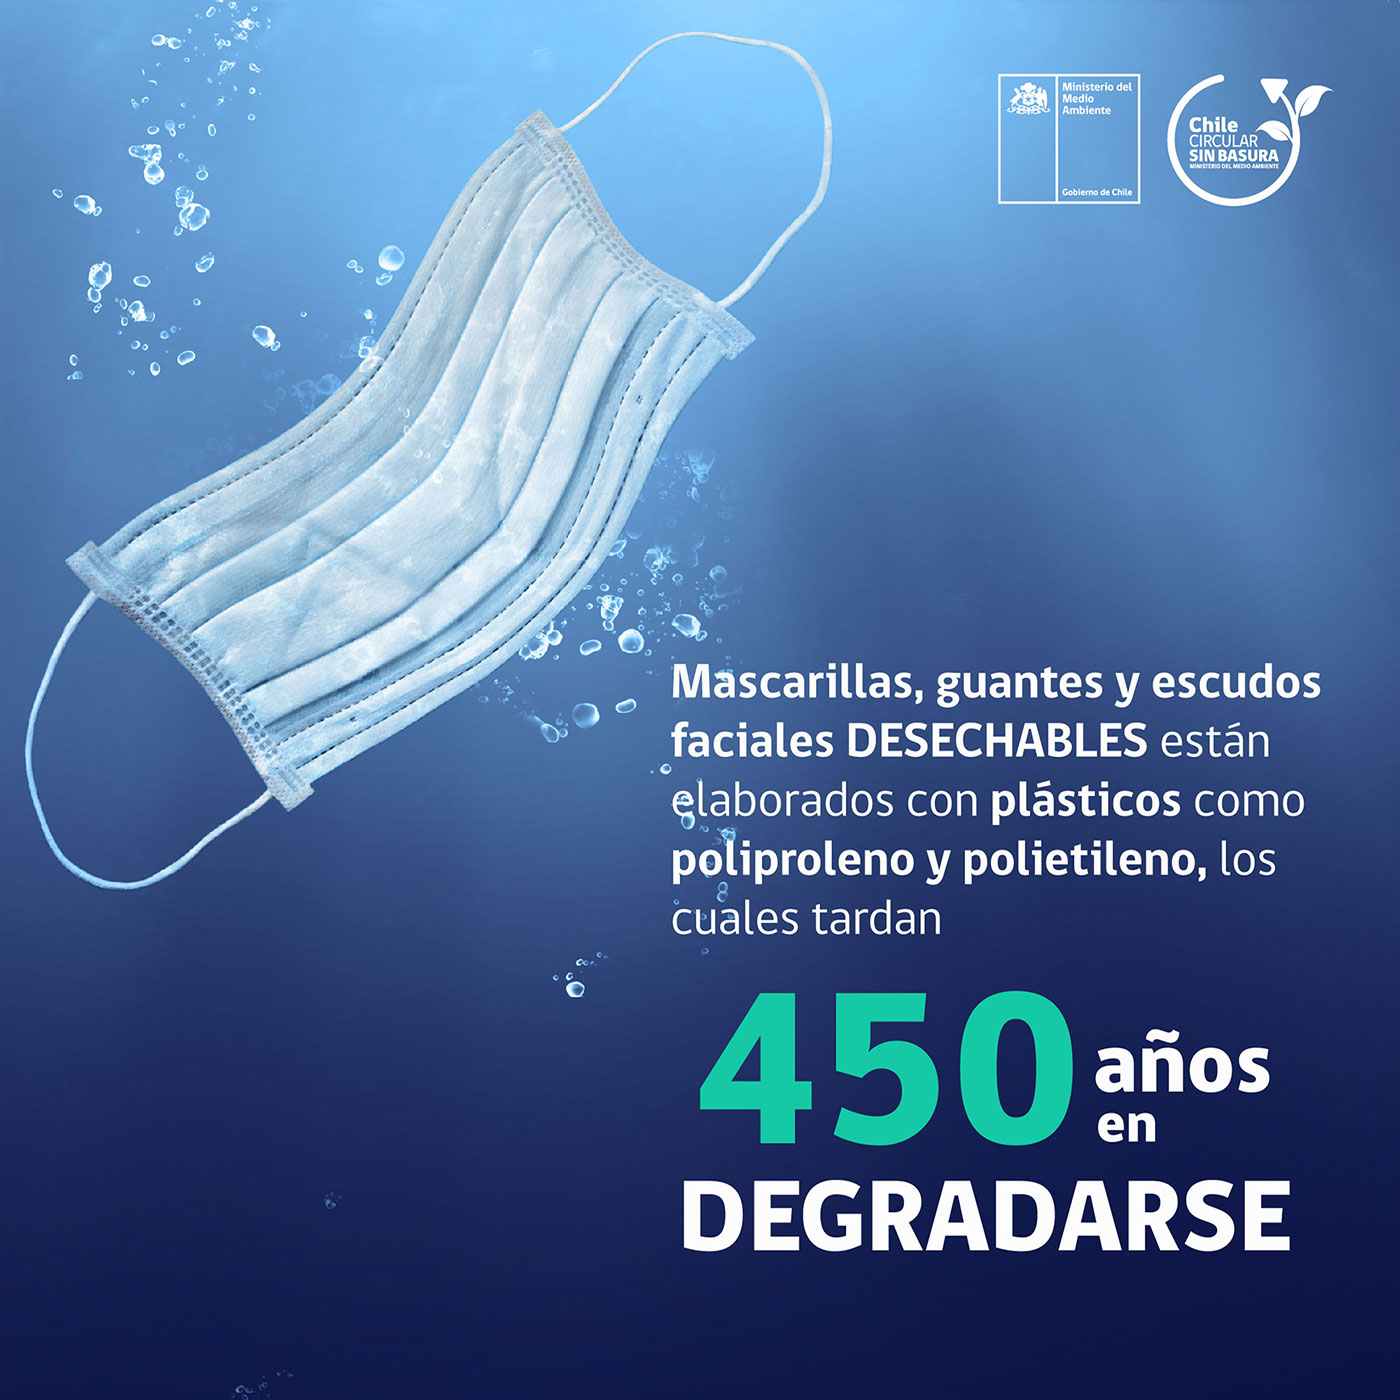 Ministerio del
Medio
Ambiente
Gobierno de Chile
Chile
CIRCULAR
SIN BASURA
MINISTERIO DEL MEDIO AMBIENTE
Mascarillas, guantes y escudos
faciales DESECHABLES están
elaborados con plásticos como
poliproleno y polietileno, los
cuales tardan
450 años
en
DEGRADARSE